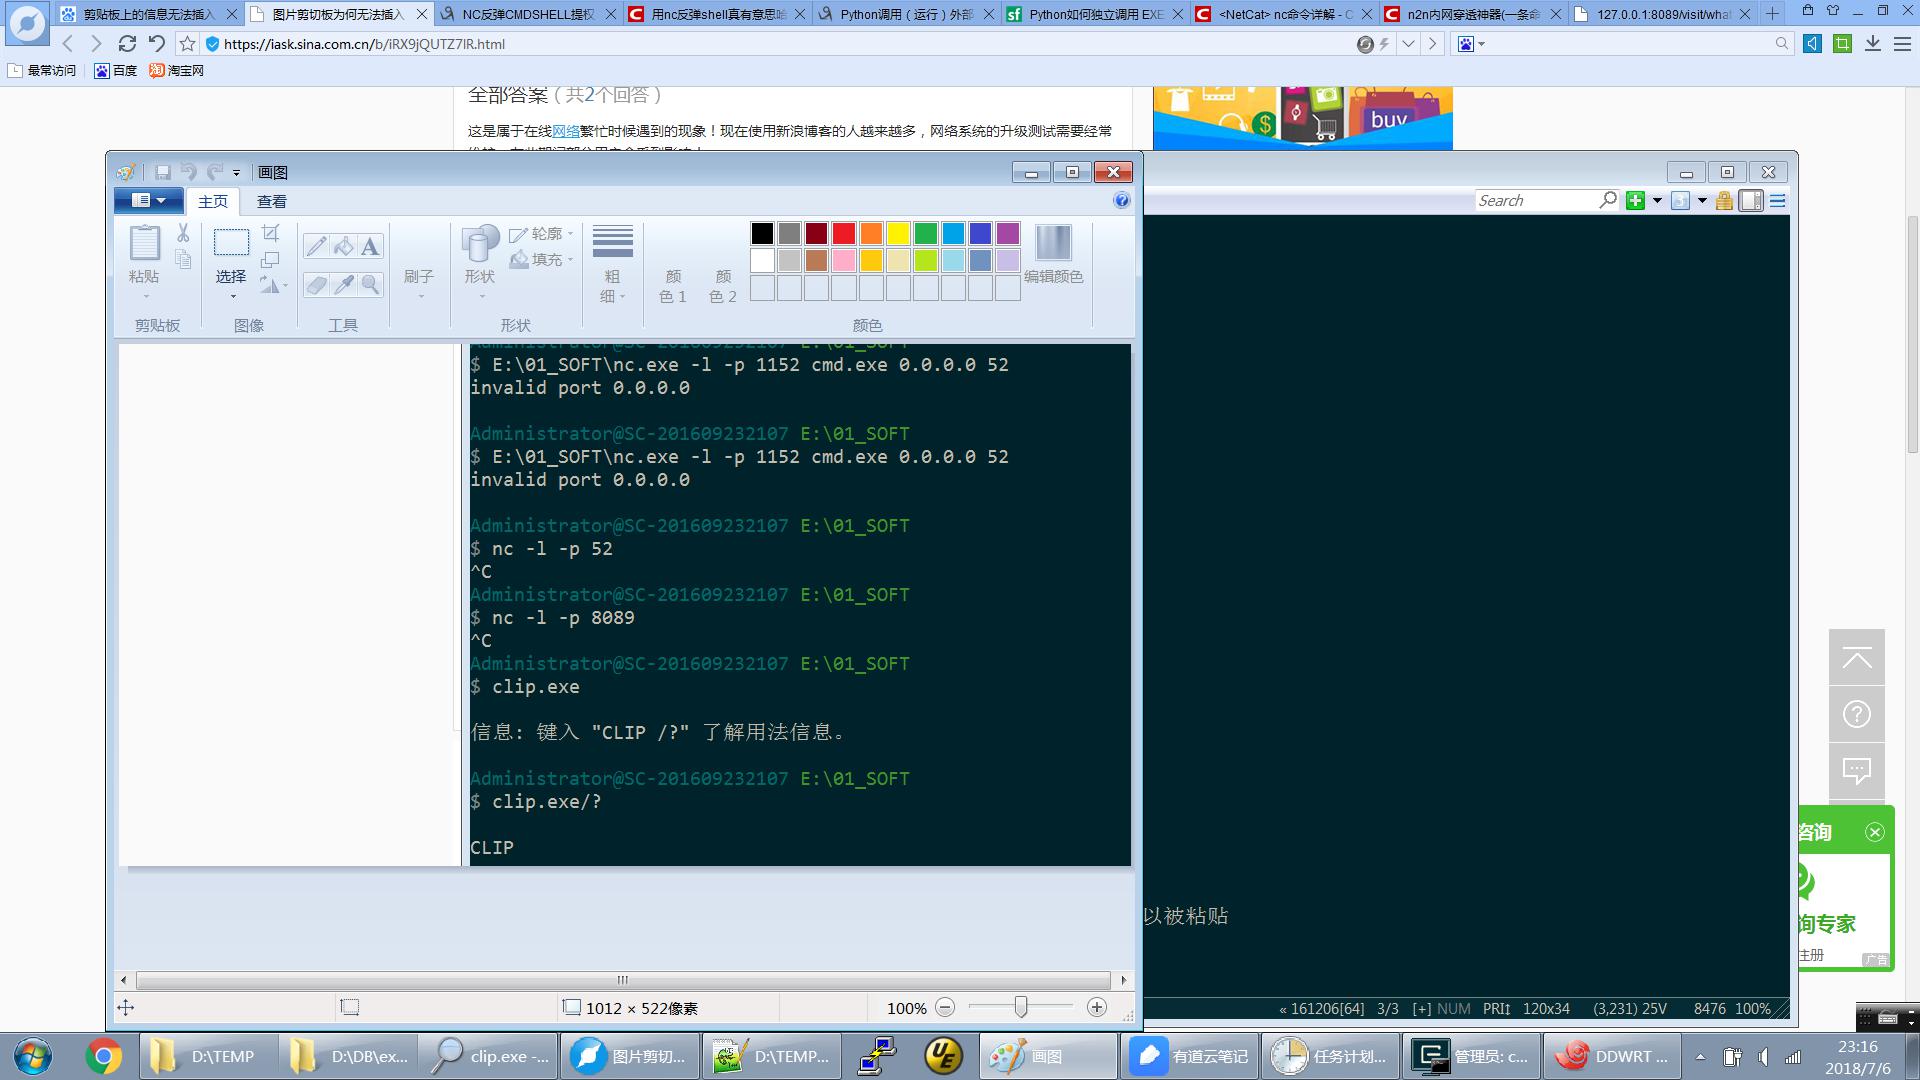 剪贴板上的信息无法插入
图片剪切板为何无法插入
NC反弹CMDSHELL提权
用nc反弹shell真有意思哈
Python调用（运行）外部
Python如何独立调用 EXE
<NetCat> nc命令详解 - C
n2n内网穿透神器(一条命
127.0.0.1:8089/visit/what
https://iask.sina.com.cn/b/iRX9jQUTZ7lR.html
最常访问
百度
淘宝网
全部答案（共2个回答）
这是属于在线网络繁忙时候遇到的现象！现在使用新浪博客的人越来越多，网络系统的升级测试需要经常
buy
画图
主页
查看
Search
粘贴
选择
刷子
形状
轮廓
填充
粗
细
颜
色 1
颜
色 2
编辑颜色
剪贴板
图像
工具
形状
颜色
Administrator@SC-201609232107 E:\01_SOFT
$ E:\01_SOFT\nc.exe -l -p 1152 cmd.exe 0.0.0.0 52
invalid port 0.0.0.0
Administrator@SC-201609232107 E:\01_SOFT
$ E:\01_SOFT\nc.exe -l -p 1152 cmd.exe 0.0.0.0 52
invalid port 0.0.0.0
Administrator@SC-201609232107 E:\01_SOFT
$ nc -l -p 52
^C
Administrator@SC-201609232107 E:\01_SOFT
$ nc -l -p 8089
^C
Administrator@SC-201609232107 E:\01_SOFT
$ clip.exe
信息: 键入 "CLIP /?" 了解用法信息。
Administrator@SC-201609232107 E:\01_SOFT
$ clip.exe/?
CLIP
以被粘贴
咨询
询专家
注册
广告
1012 × 522像素
100%
« 161206[64] 3/3 [+] NUM PRI↕ 120x34 (3,231) 25V 8476 100%
D:\TEMP
D:\DB\ex...
clip.exe -...
图片剪切...
D:\TEMP...
画图
有道云笔记
任务计划...
管理员: c...
DDWRT ...
23:16
2018/7/6